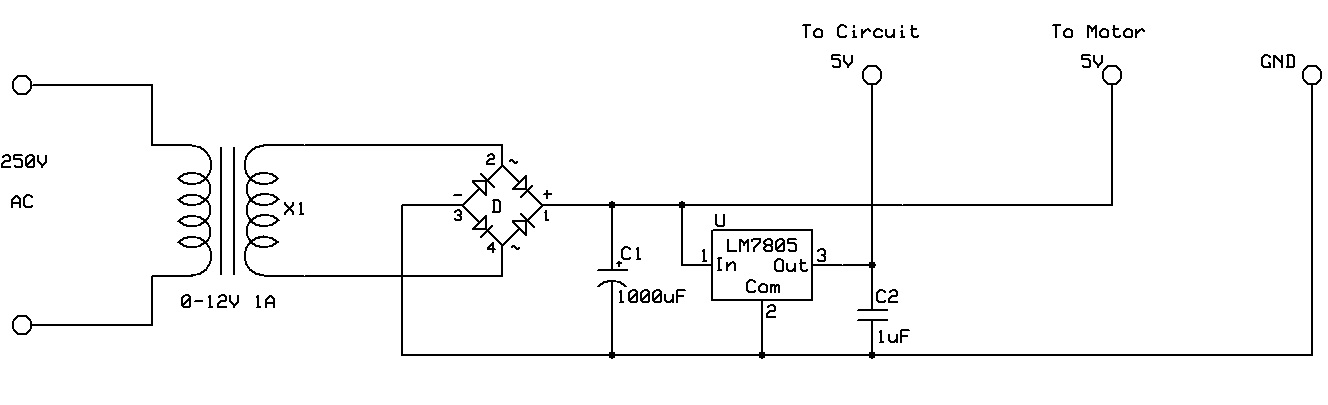 To Circuit
5V
To Motor
5V
GND
250V
AC
X1
0-12V 1A
2 ~
- +
3 D 1
4 ~
C1
+
1000uF
U
LM7805
1 In Out 3
Com
2
C2
1uF